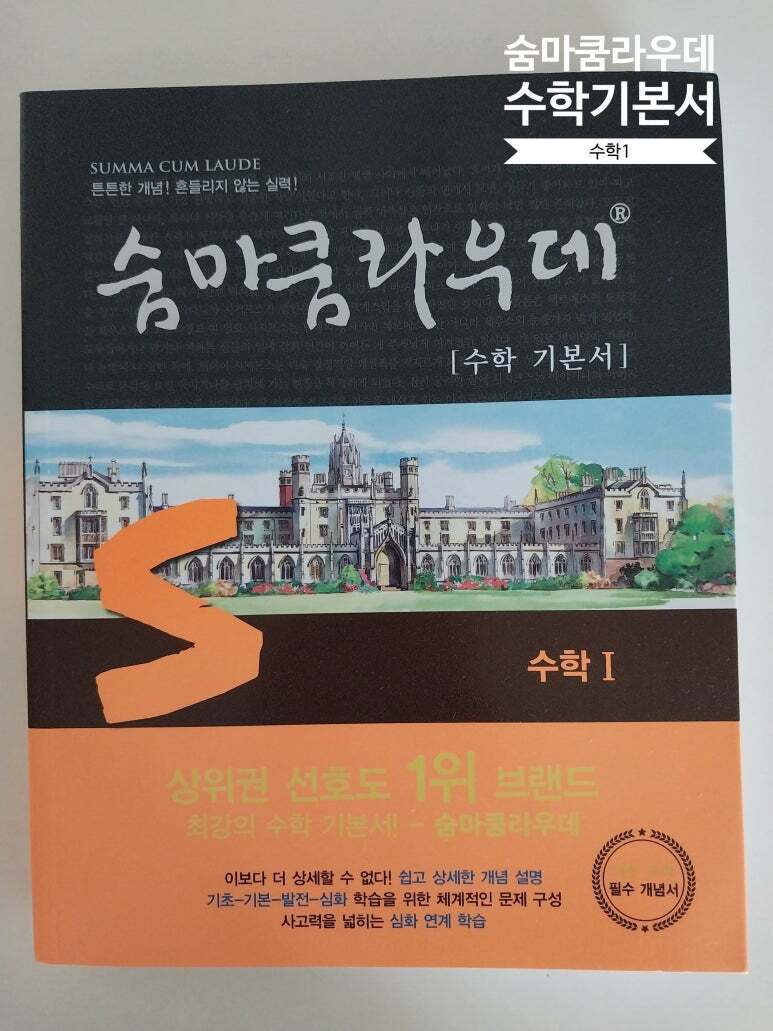 숨마쿰라우데
수학기본서
수학1
SUMMA CUM LAUDE
튼튼한 개념! 흔들리지 않는 실력!
숨마쿰라우데®
[수학 기본서]
S
수학 I
상위권 선호도 1위 브랜드
최강의 수학 기본서! - 숨마쿰라우데
이보다 더 상세할 수 없다! 쉽고 상세한 개념 설명
기초-기본-발전-심화 학습을 위한 체계적인 문제 구성
사고력을 넓히는 심화 연계 학습
필수 개념서